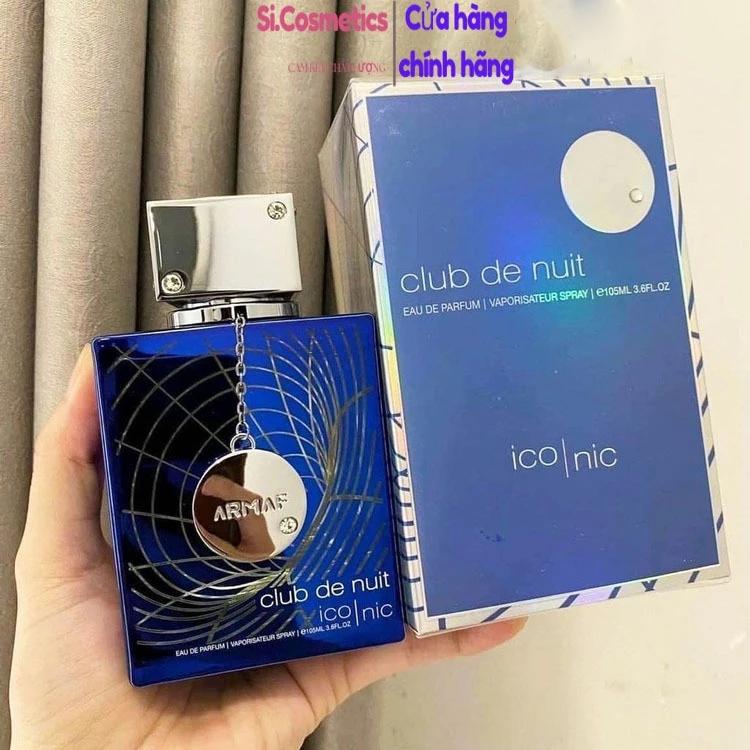 Si.Cosmetics
Cửa hàng
chính hãng
club de nuit
EAU DE PARFUM | VAPORISATEUR SPRAY | ℮105ML 3.6FL.OZ
ico|nic
ARMAF
club de nuit
ico|nic
EAU DE PARFUM | VAPORISATEUR SPRAY | ℮105ML 3.6FL.OZ